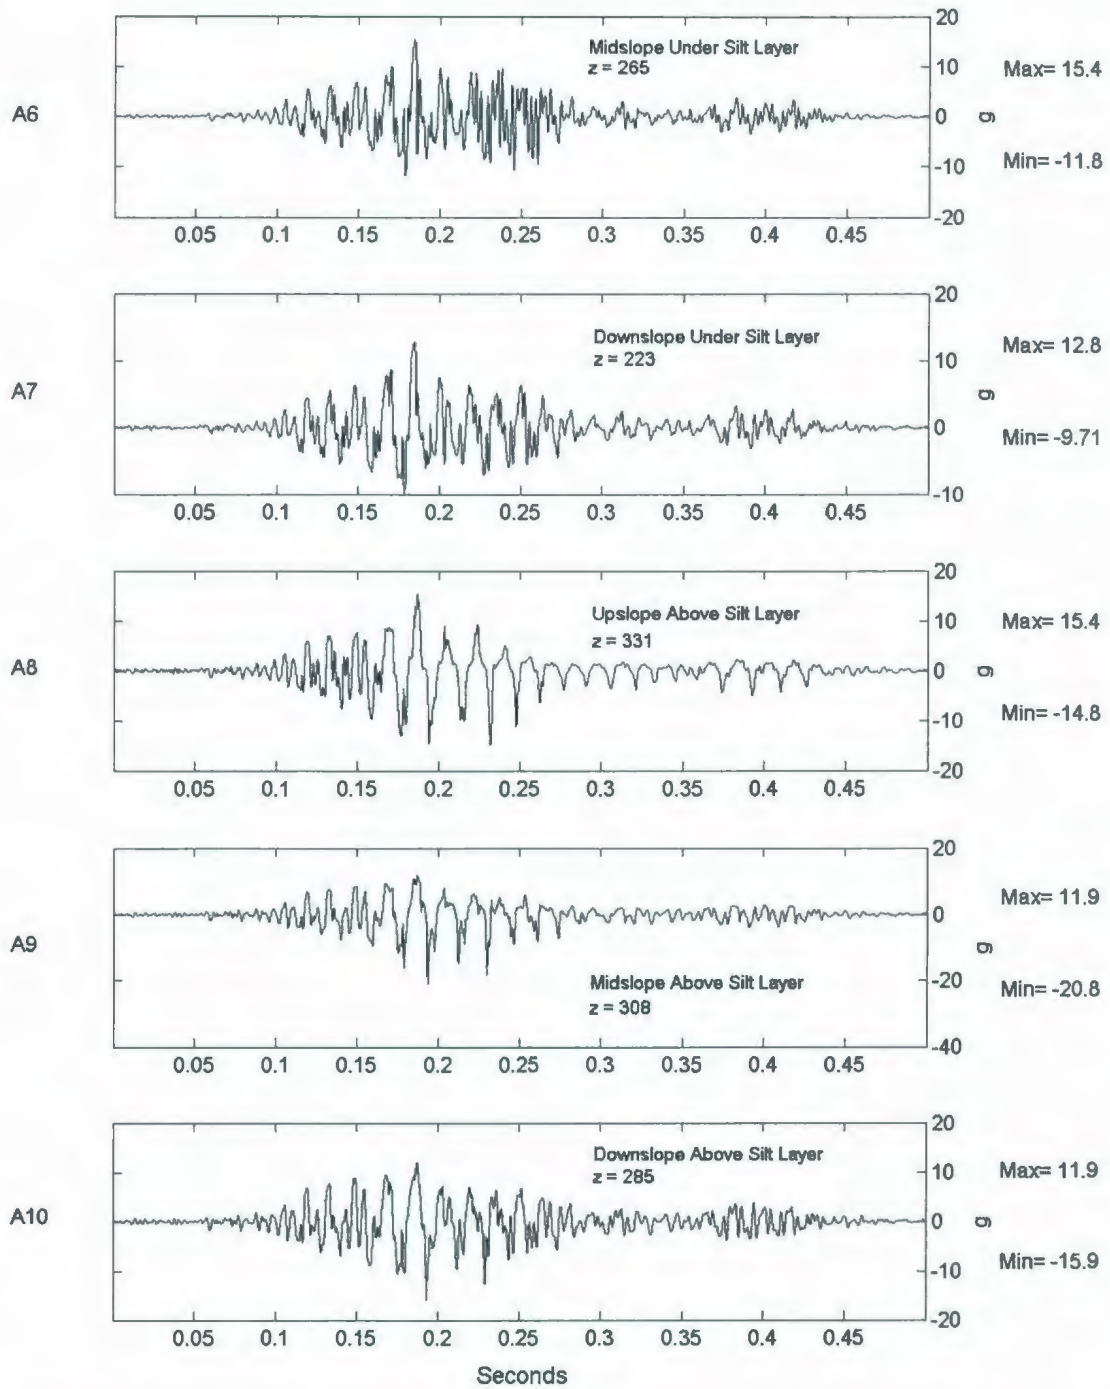 A6
Midslope Under Silt Layer
z = 265
20
10
0
-10
-20
g
Max= 15.4
Min= -11.8
0.05 0.1 0.15 0.2 0.25 0.3 0.35 0.4 0.45
A7
Downslope Under Silt Layer
z = 223
20
10
0
-10
g
Max= 12.8
Min= -9.71
0.05 0.1 0.15 0.2 0.25 0.3 0.35 0.4 0.45
A8
Upslope Above Silt Layer
z = 331
20
10
0
-10
-20
g
Max= 15.4
Min= -14.8
0.05 0.1 0.15 0.2 0.25 0.3 0.35 0.4 0.45
A9
Midslope Above Silt Layer
z = 308
20
0
-20
-40
g
Max= 11.9
Min= -20.8
0.05 0.1 0.15 0.2 0.25 0.3 0.35 0.4 0.45
A10
Downslope Above Silt Layer
z = 285
20
10
0
-10
-20
g
Max= 11.9
Min= -15.9
0.05 0.1 0.15 0.2 0.25 0.3 0.35 0.4 0.45
Seconds